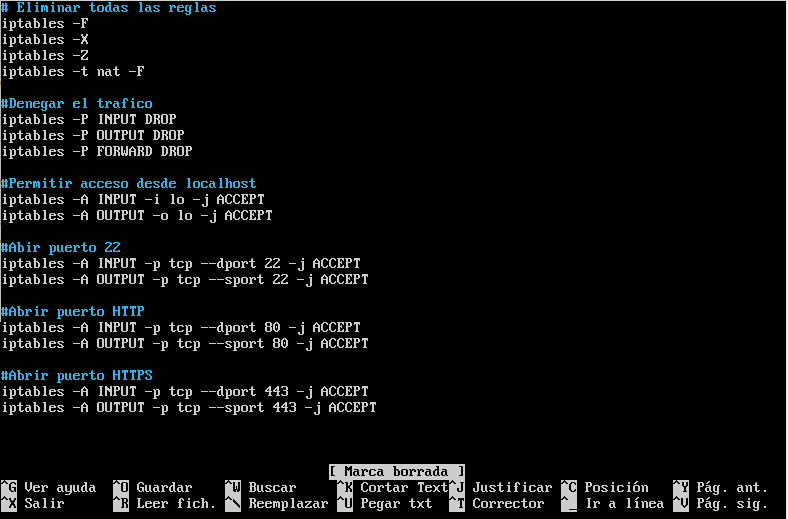 # Eliminar todas las reglas
iptables -F
iptables -X
iptables -Z
iptables -t nat -F
#Denegar el trafico
iptables -P INPUT DROP
iptables -P OUTPUT DROP
iptables -P FORWARD DROP
#Permitir acceso desde localhost
iptables -A INPUT -i lo -j ACCEPT
iptables -A OUTPUT -o lo -j ACCEPT
#Abir puerto 22
iptables -A INPUT -p tcp --dport 22 -j ACCEPT
iptables -A OUTPUT -p tcp --sport 22 -j ACCEPT
#Abrir puerto HTTP
iptables -A INPUT -p tcp --dport 80 -j ACCEPT
iptables -A OUTPUT -p tcp --sport 80 -j ACCEPT
#Abrir puerto HTTPS
iptables -A INPUT -p tcp --dport 443 -j ACCEPT
iptables -A OUTPUT -p tcp --sport 443 -j ACCEPT
[ Marca borrada ]
^G Ver ayuda ^O Guardar ^W Buscar ^K Cortar Text ^J Justificar ^C Posición ^Y Pág. ant.
^X Salir ^R Leer fich. ^\ Reemplazar ^U Pegar txt ^T Corrector ^_ Ir a línea ^V Pág. sig.